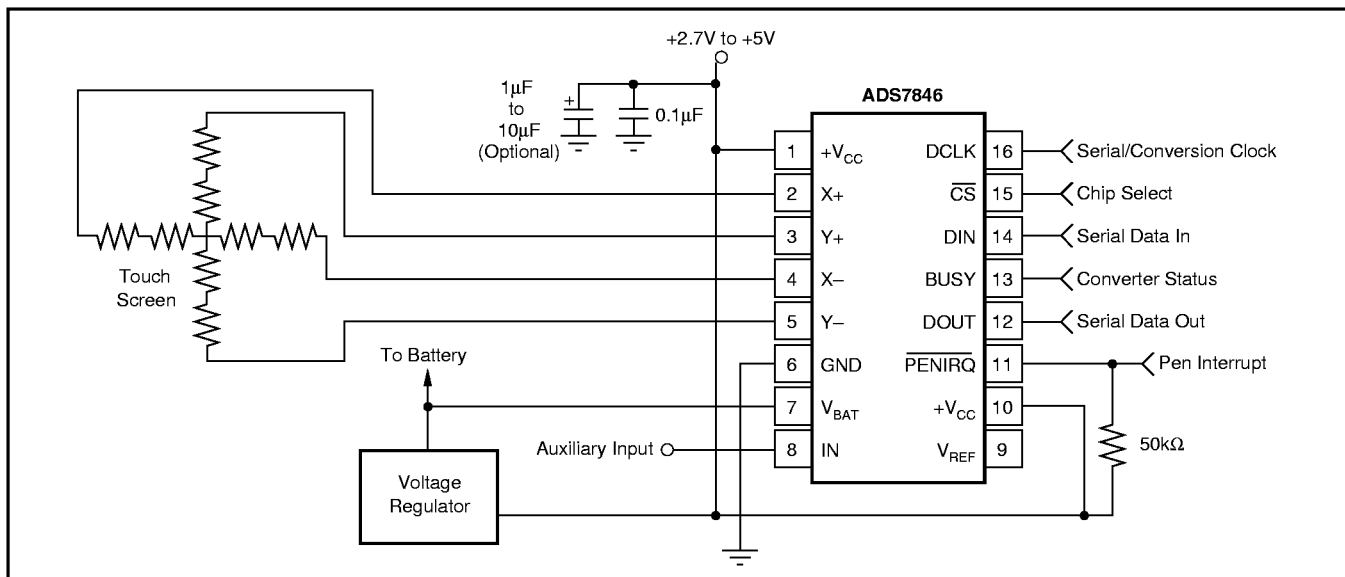 +2.7V to +5V
1µF
to
10µF
(Optional)
+
0.1µF
ADS7846
1 +VCC DCLK 16 Serial/Conversion Clock
2 X+ CS 15 Chip Select
3 Y+ DIN 14 Serial Data In
4 X– BUSY 13 Converter Status
5 Y– DOUT 12 Serial Data Out
6 GND PENIRQ 11 Pen Interrupt
7 VBAT +VCC 10
8 IN VREF 9
Touch
Screen
To Battery
Auxiliary Input
50kΩ
Voltage
Regulator